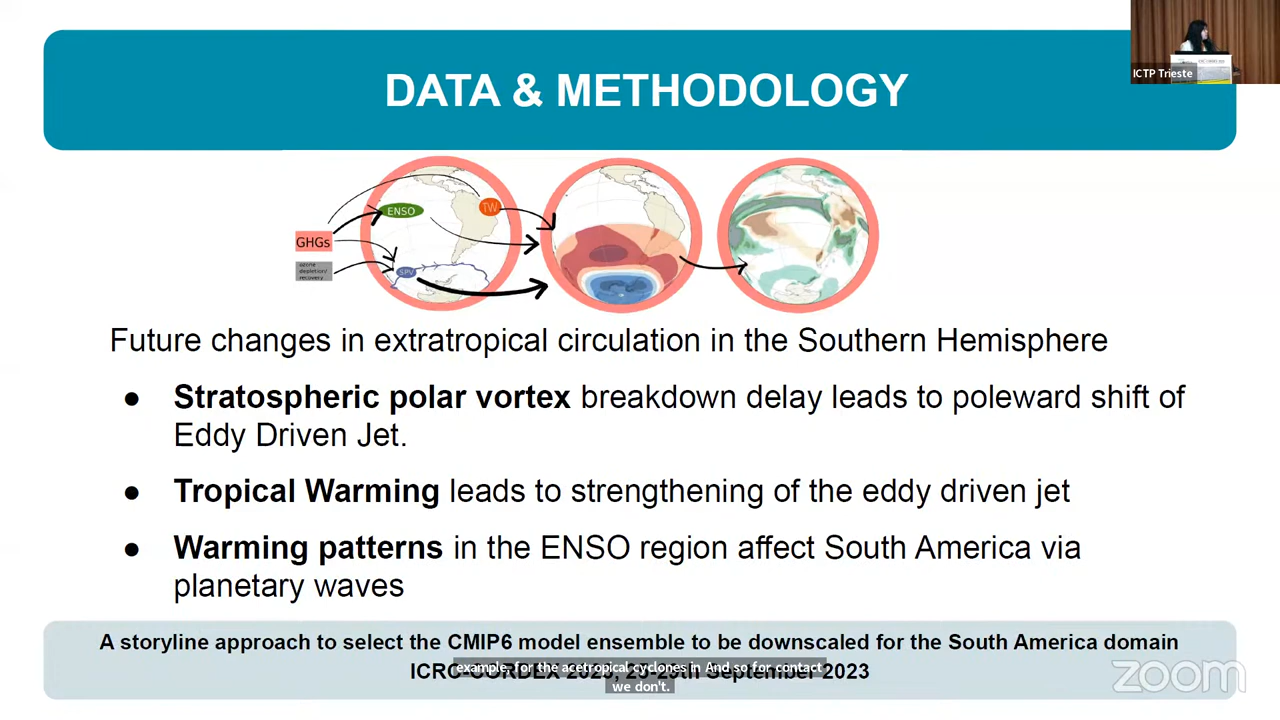 DATA & METHODOLOGY
ICTP Trieste
GHGs
ozone
depletion/
recovery
ENSO
TW
SPV
Future changes in extratropical circulation in the Southern Hemisphere
● Stratospheric polar vortex breakdown delay leads to poleward shift of
Eddy Driven Jet.
● Tropical Warming leads to strengthening of the eddy driven jet
● Warming patterns in the ENSO region affect South America via
planetary waves
A storyline approach to select the CMIP6 model ensemble to be downscaled for the South America domain
ICRC-CORDEX 2023, 25-29th September 2023
example, for the acetropical cyclones in And so for contact
we don't.
zoom